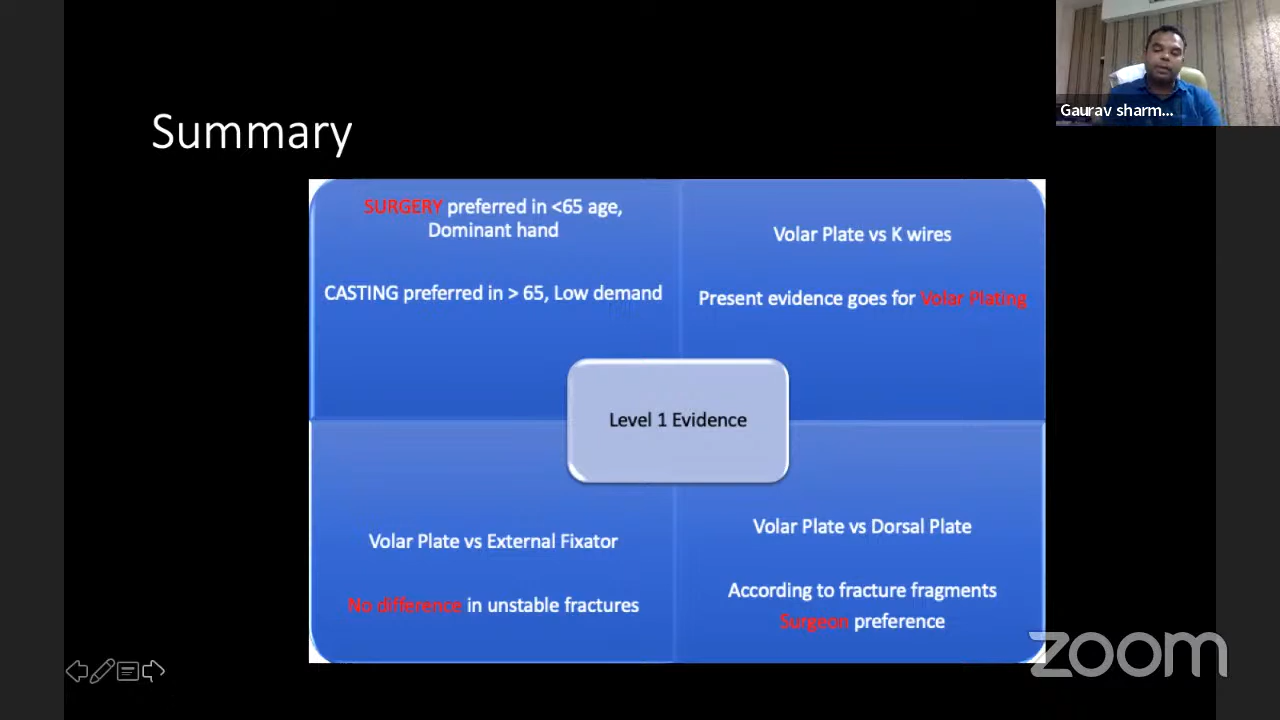 Gaurav sharm...
Summary
SURGERY preferred in <65 age,
Dominant hand
CASTING preferred in > 65, Low demand
Volar Plate vs K wires
Present evidence goes for Volar Plating
Level 1 Evidence
Volar Plate vs External Fixator
No difference in unstable fractures
Volar Plate vs Dorsal Plate
According to fracture fragments
Surgeon preference
zoom